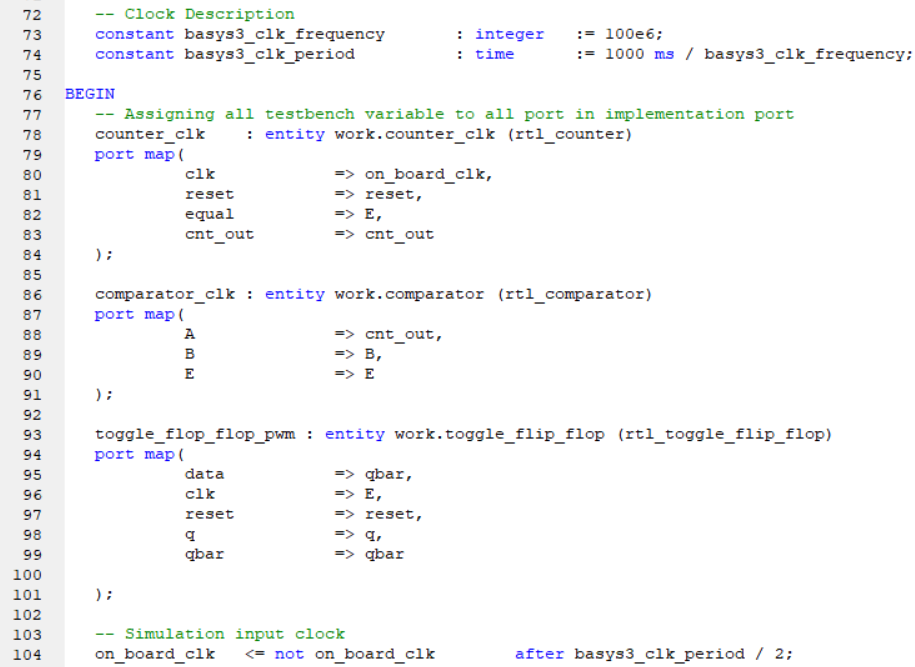 72 -- Clock Description
73 constant basys3_clk_frequency : integer := 100e6;
74 constant basys3_clk_period : time := 1000 ms / basys3_clk_frequency;
75
76 BEGIN
77 -- Assigning all testbench variable to all port in implementation port
78 counter_clk : entity work.counter_clk (rtl_counter)
79 port map(
80 clk => on_board_clk,
81 reset => reset,
82 equal => E,
83 cnt_out => cnt_out
84 );
85
86 comparator_clk : entity work.comparator (rtl_comparator)
87 port map(
88 A => cnt_out,
89 B => B,
90 E => E
91 );
92
93 toggle_flop_flop_pwm : entity work.toggle_flip_flop (rtl_toggle_flip_flop)
94 port map(
95 data => qbar,
96 clk => E,
97 reset => reset,
98 q => q,
99 qbar => qbar
100
101 );
102
103 -- Simulation input clock
104 on_board_clk <= not on_board_clk after basys3_clk_period / 2;